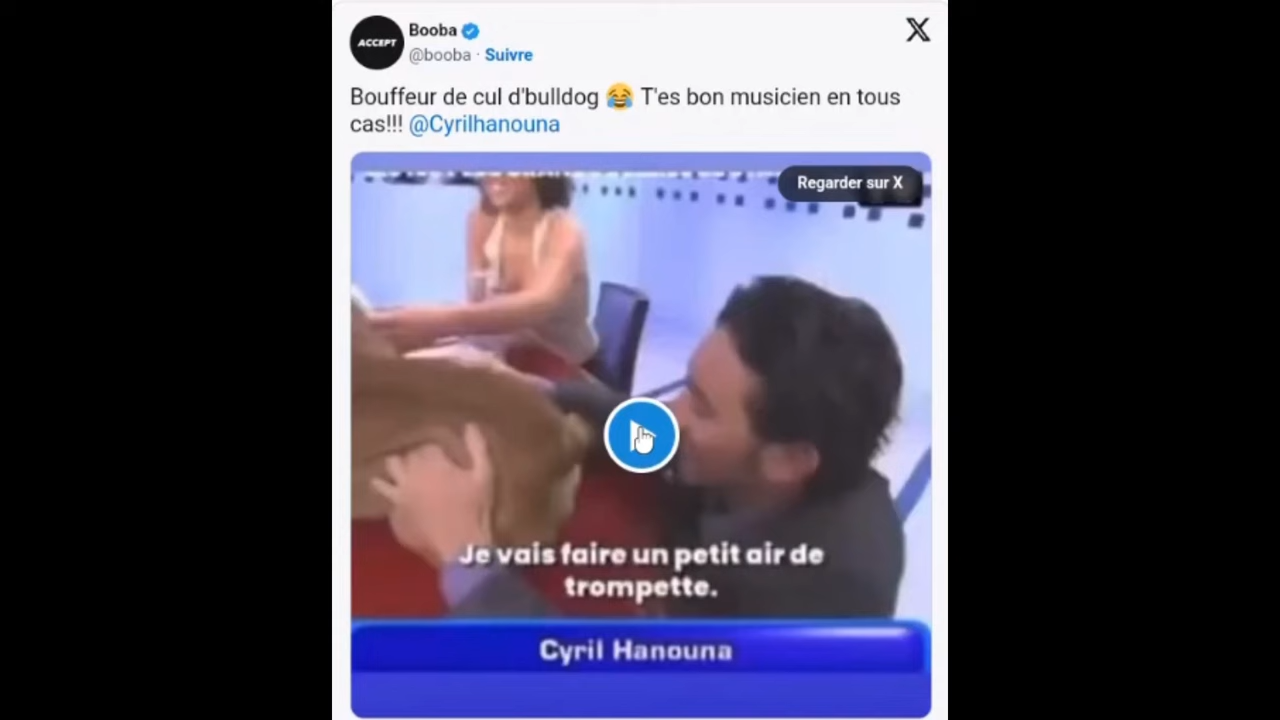 ACCEPT
Booba
@booba · Suivre
Bouffeur de cul d'bulldog 😂 T'es bon musicien en tous
cas!!! @Cyrilhanouna
Regarder sur X
Je vais faire un petit air de
trompette.
Cyril Hanouna